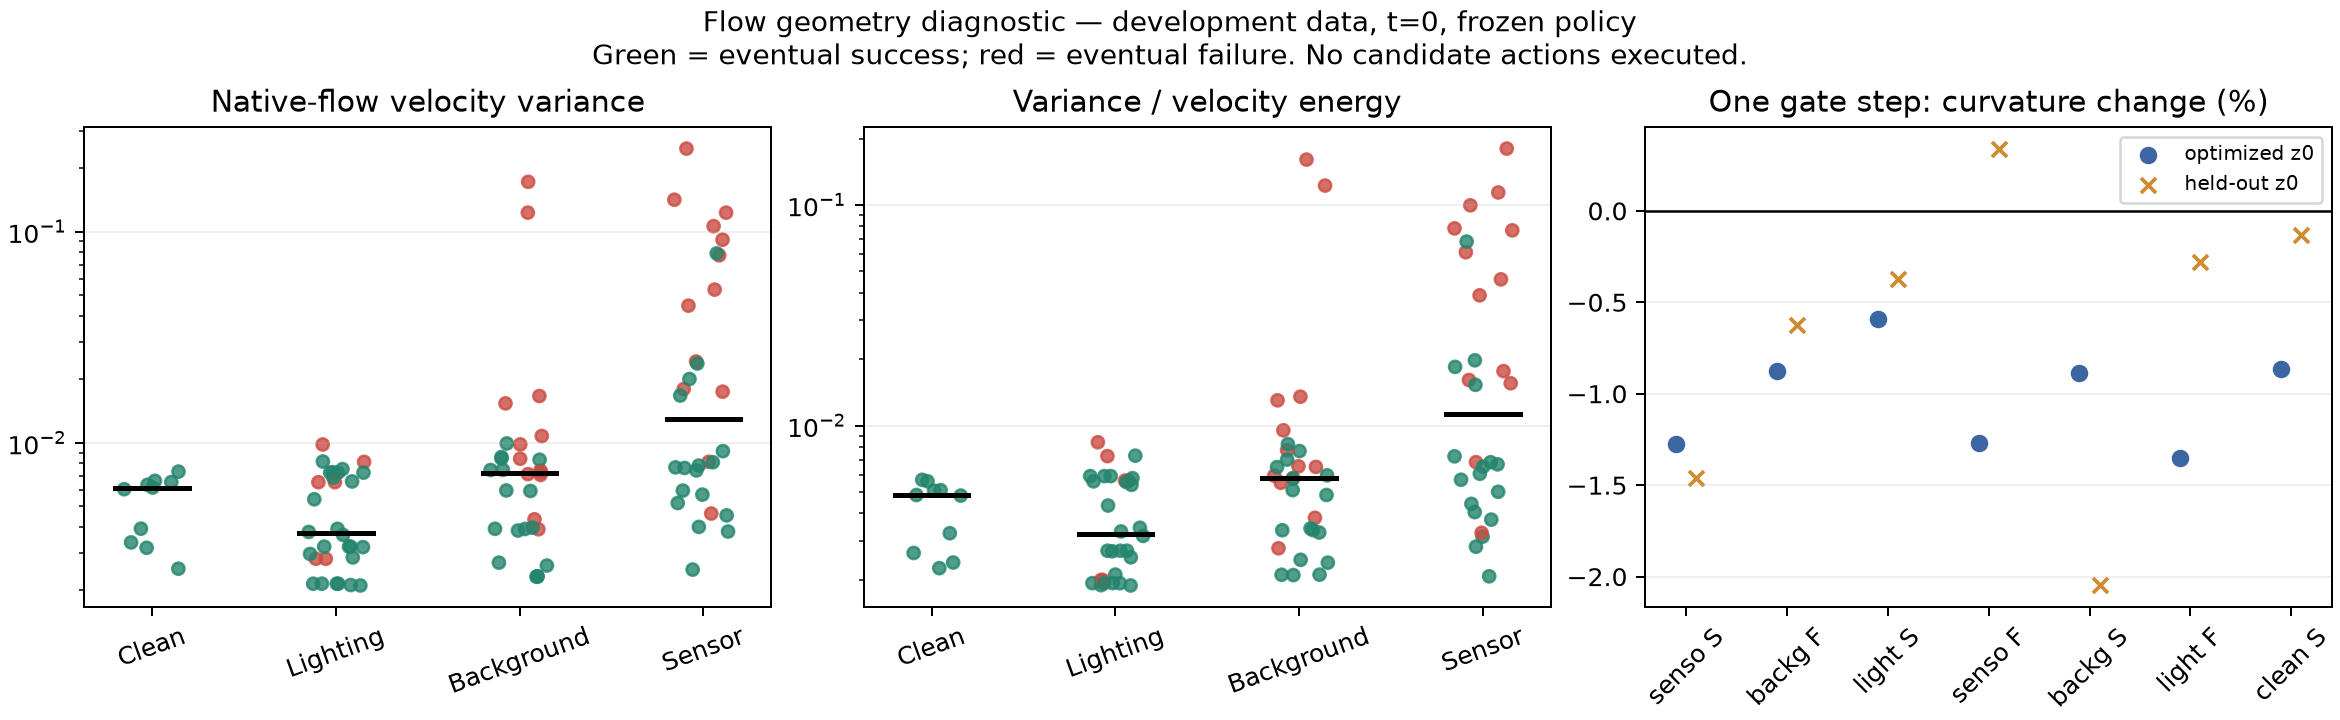 Flow geometry diagnostic — development data, t=0, frozen policy
Green = eventual success; red = eventual failure. No candidate actions executed.
Native-flow velocity variance
10⁻¹
10⁻²
Clean
Lighting
Background
Sensor
Variance / velocity energy
10⁻¹
10⁻²
Clean
Lighting
Background
Sensor
One gate step: curvature change (%)
optimized z0
held-out z0
0.0
−0.5
−1.0
−1.5
−2.0
senso S
backg F
light S
senso F
backg S
light F
clean S